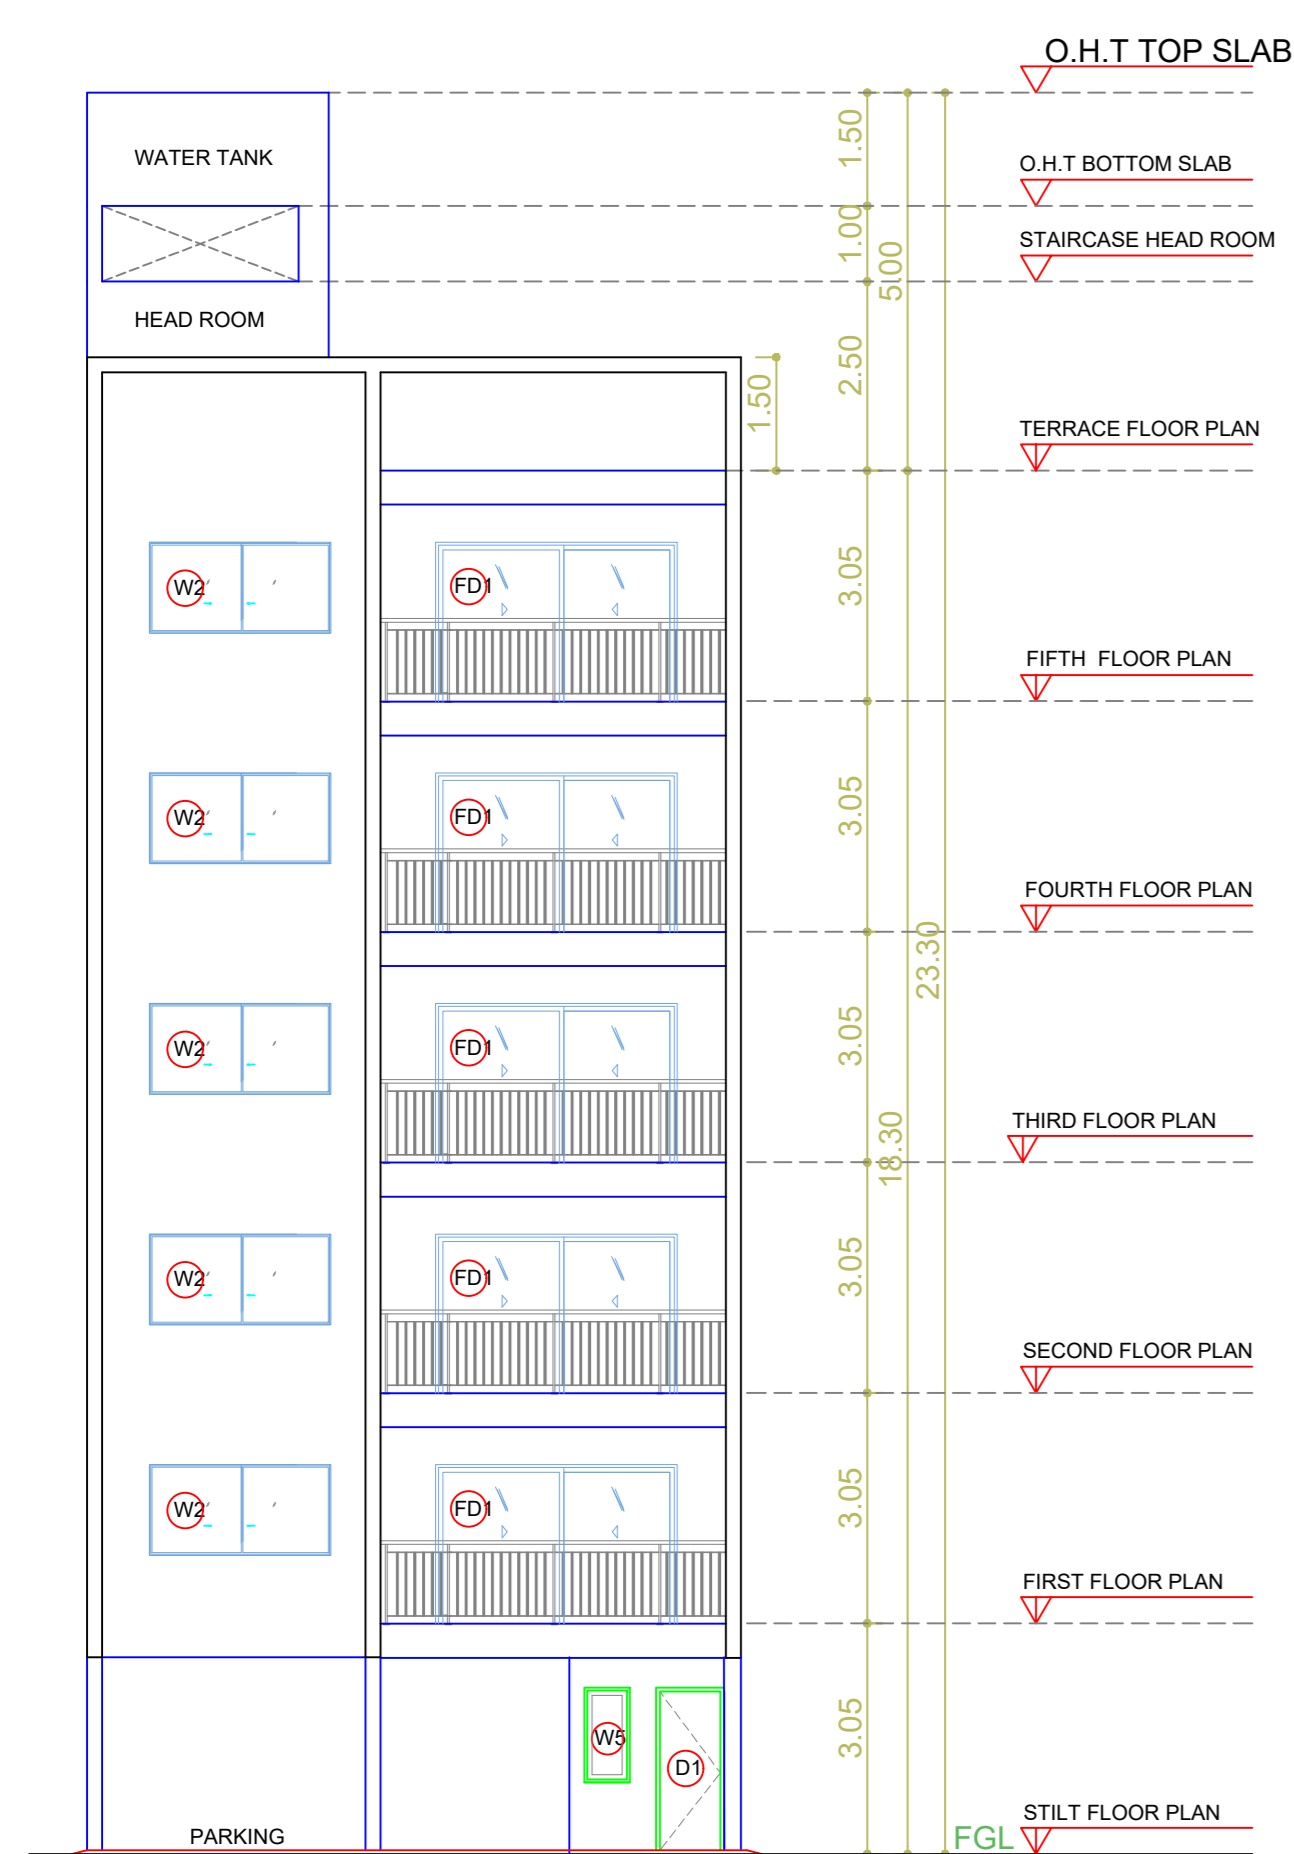 O.H.T TOP SLAB
WATER TANK
1.50
O.H.T BOTTOM SLAB
1.00
STAIRCASE HEAD ROOM
5.00
HEAD ROOM
2.50
1.50
TERRACE FLOOR PLAN
W2
FD1
3.05
FIFTH FLOOR PLAN
W2
FD1
3.05
FOURTH FLOOR PLAN
23.30
W2
FD1
3.05
THIRD FLOOR PLAN
18.30
W2
FD1
3.05
SECOND FLOOR PLAN
W2
FD1
3.05
FIRST FLOOR PLAN
W5
D1
3.05
STILT FLOOR PLAN
PARKING
FGL